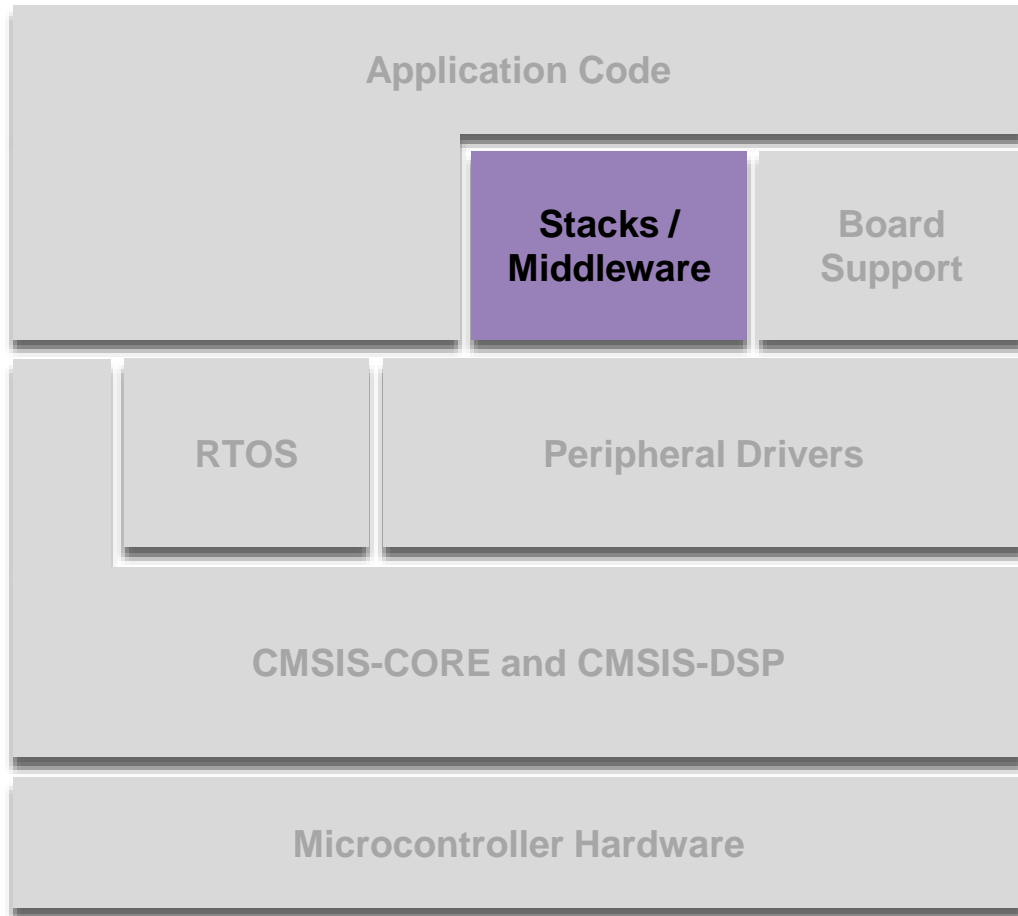 Application Code
Stacks /
Middleware
Board
Support
RTOS
Peripheral Drivers
CMSIS-CORE and CMSIS-DSP
Microcontroller Hardware